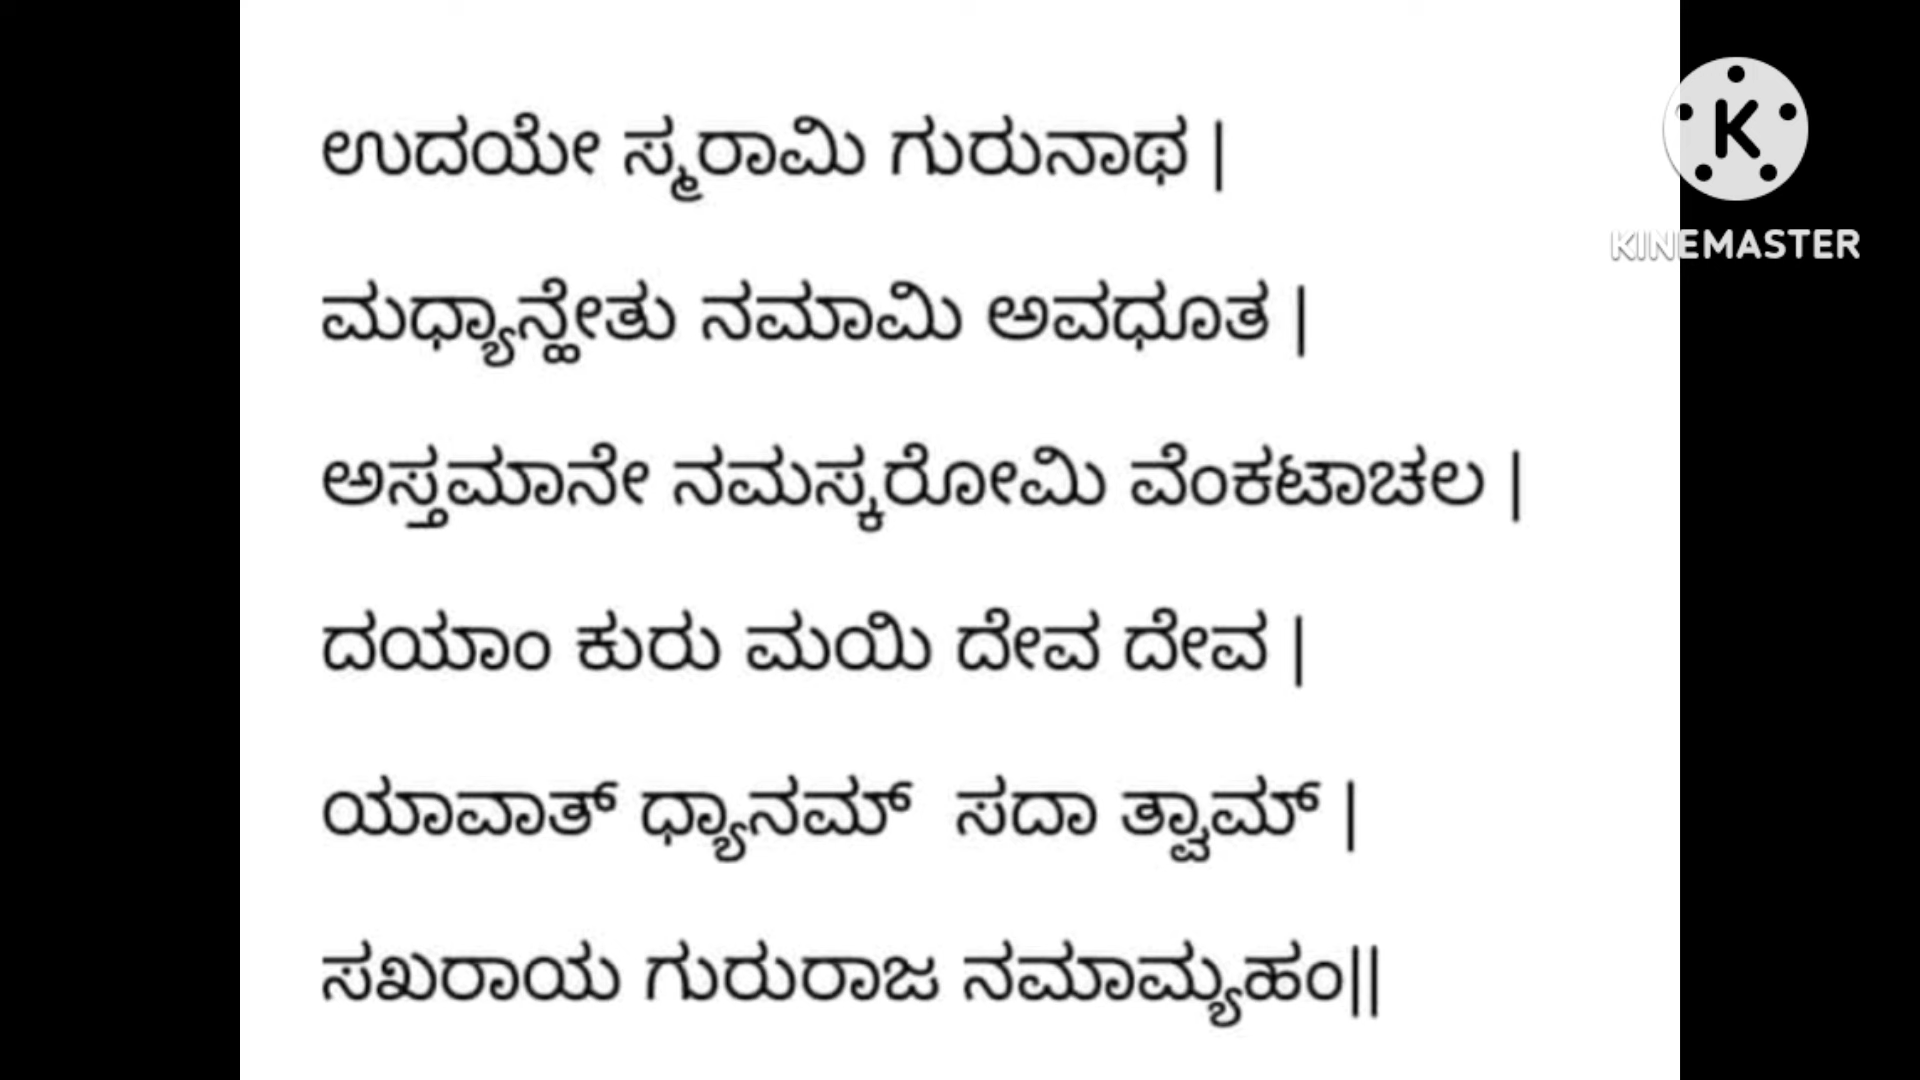 ಉದಯೇ ಸ್ಮರಾಮಿ ಗುರುನಾಥ |
ಮಧ್ಯಾನ್ಹೇತು ನಮಾಮಿ ಅವಧೂತ |
ಅಸ್ತಮಾನೇ ನಮಸ್ಕರೋಮಿ ವೆಂಕಟಾಚಲ |
ದಯಾಂ ಕುರು ಮಯಿ ದೇವ ದೇವ |
ಯಾವಾತ್ ಧ್ಯಾನಮ್ ಸದಾ ತ್ವಾಮ್ |
ಸಖರಾಯ ಗುರುರಾಜ ನಮಾಮ್ಯಹಂ||
K
KINEMASTER